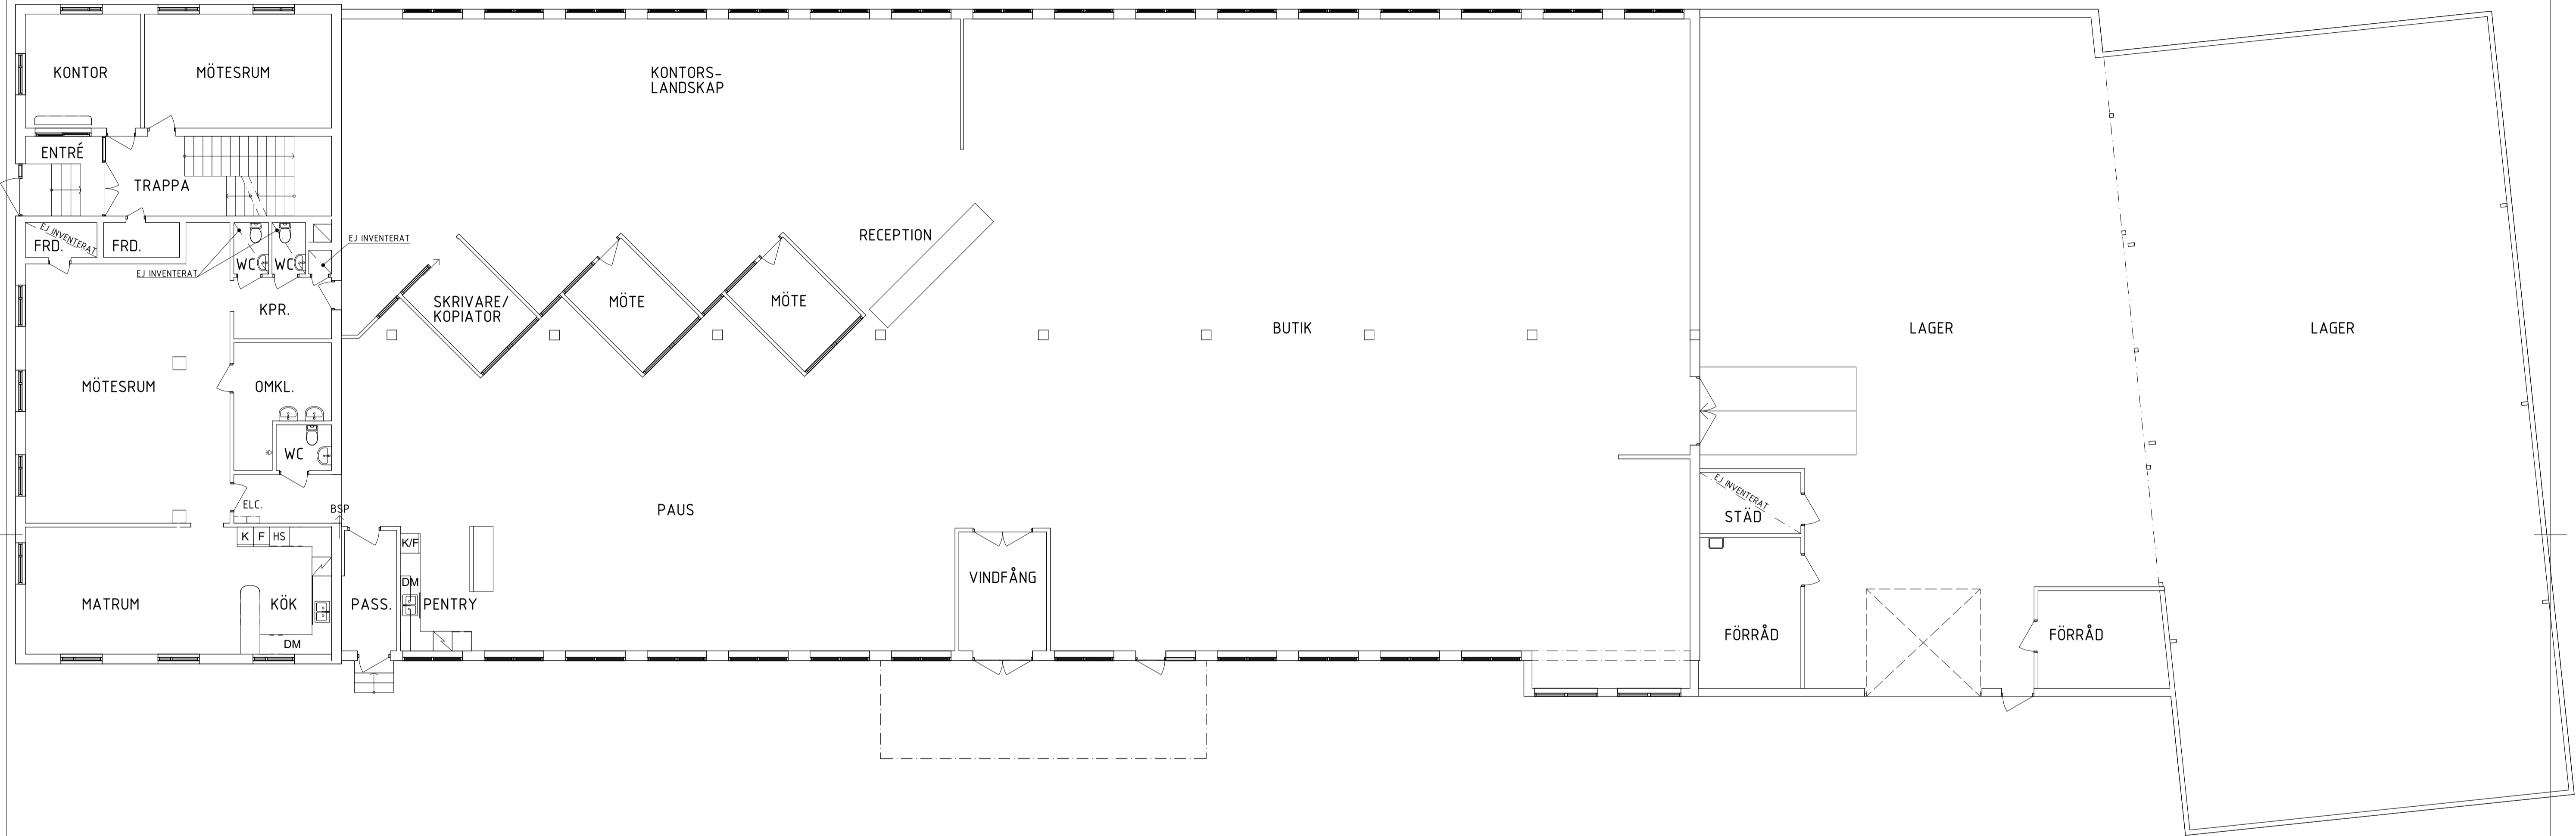 KONTOR
MÖTESRUM
KONTORS-
LANDSKAP
ENTRÉ
TRAPPA
EJ INVENTERAT
FRD.
FRD.
EJ INVENTERAT
WC
WC
EJ INVENTERAT
RECEPTION
KPR.
SKRIVARE/
KOPIATOR
MÖTE
MÖTE
BUTIK
LAGER
LAGER
MÖTESRUM
OMKL.
WC
ELC.
BSP
PAUS
EJ INVENTERAT
STÄD
K F HS
K/F
DM
VINDFÅNG
MATRUM
KÖK
PASS.
PENTRY
DM
FÖRRÅD
FÖRRÅD